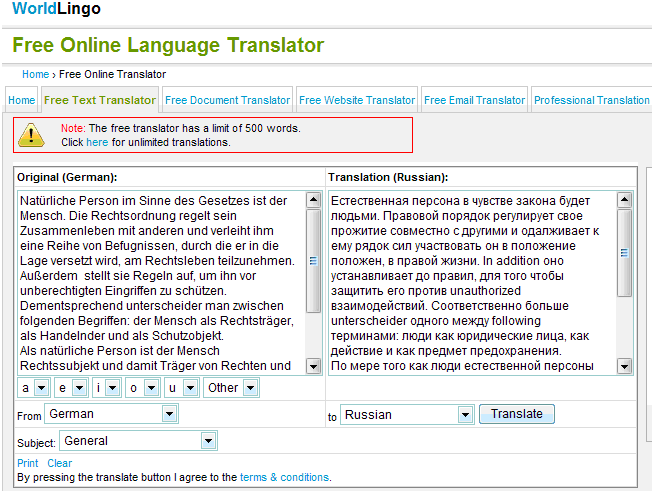 WorldLingo
Free Online Language Translator
Home › Free Online Translator
Home Free Text Translator Free Document Translator Free Website Translator Free Email Translator Professional Translation
Note: The free translator has a limit of 500 words.
Click here for unlimited translations.
Original (German):
Natürliche Person im Sinne des Gesetzes ist der
Mensch. Die Rechtsordnung regelt sein
Zusammenleben mit anderen und verleiht ihm
eine Reihe von Befugnissen, durch die er in die
Lage versetzt wird, am Rechtsleben teilzunehmen.
Außerdem  stellt sie Regeln auf, um ihn vor
unberechtigten Eingriffen zu schützen.
Dementsprechend unterscheider man zwischen
folgenden Begriffen: der Mensch als Rechtsträger,
als Handelnder und als Schutzobjekt.
Als natürliche Person ist der Mensch
Rechtssubjekt und damit Träger von Rechten und
Translation (Russian):
Естественная персона в чувстве закона будет
людьми. Правовой порядок регулирует свое
прожитие совместно с другими и одалживает к
ему рядок сил участвовать он в положение
положен, в правой жизни. In addition оно
устанавливает до правил, для того чтобы
защитить его против unauthorized
взаимодействий. Соответственно больше
unterscheider одного между following
терминами: люди как юридические лица, как
действие и как предмет предохранения.
По мере того как люди естественной персоны
a e i o u Other
From German
to Russian Translate
Subject: General
Print Clear
By pressing the translate button I agree to the terms & conditions.